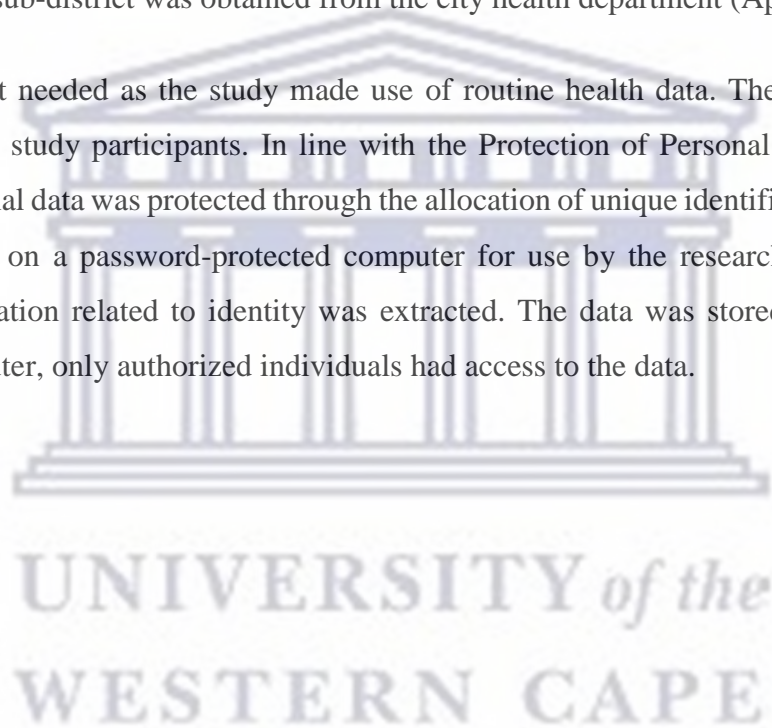 sub-district was obtained from the city health department (Ap
t needed as the study made use of routine health data. The
study participants. In line with the Protection of Personal
al data was protected through the allocation of unique identifi
on a password-protected computer for use by the research
ation related to identity was extracted. The data was stored
ter, only authorized individuals had access to the data.
UNIVERSITY of the
WESTERN CAPE